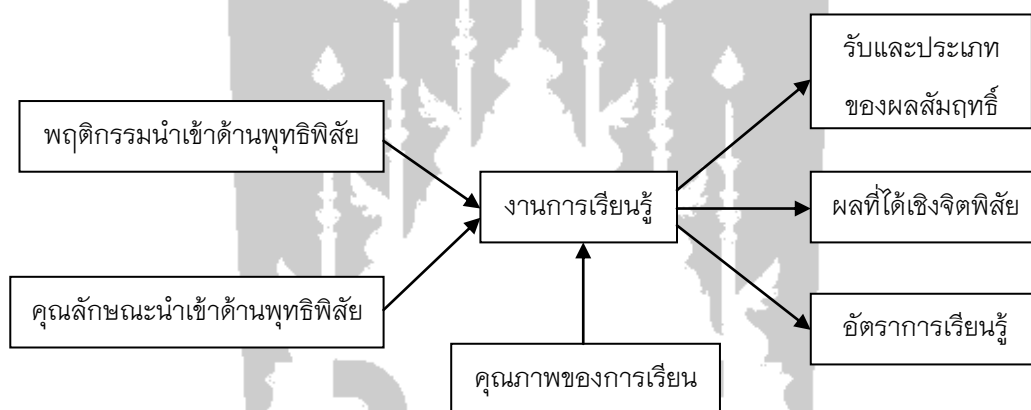 รับและประเภท
ของผลสัมฤทธิ์
พฤติกรรมนำเข้าด้านพุทธิพิสัย
งานการเรียนรู้
ผลที่ได้เชิงจิตพิสัย
คุณลักษณะนำเข้าด้านพุทธิพิสัย
อัตราการเรียนรู้
คุณภาพของการเรียน